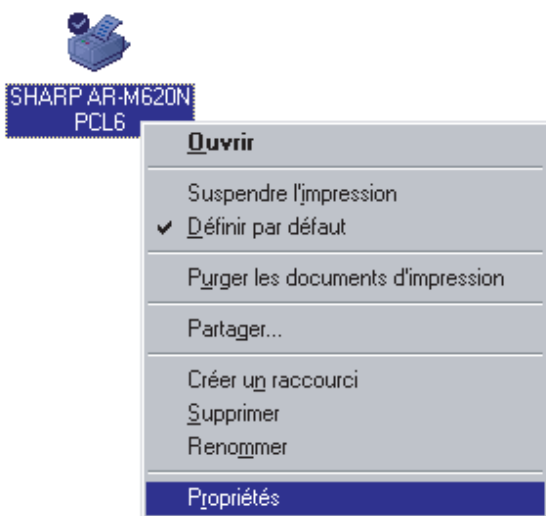 SHARP AR-M620N
PCL6
Ouvrir
Suspendre l'impression
Définir par défaut
Purger les documents d'impression
Partager...
Créer un raccourci
Supprimer
Renommer
Propriétés